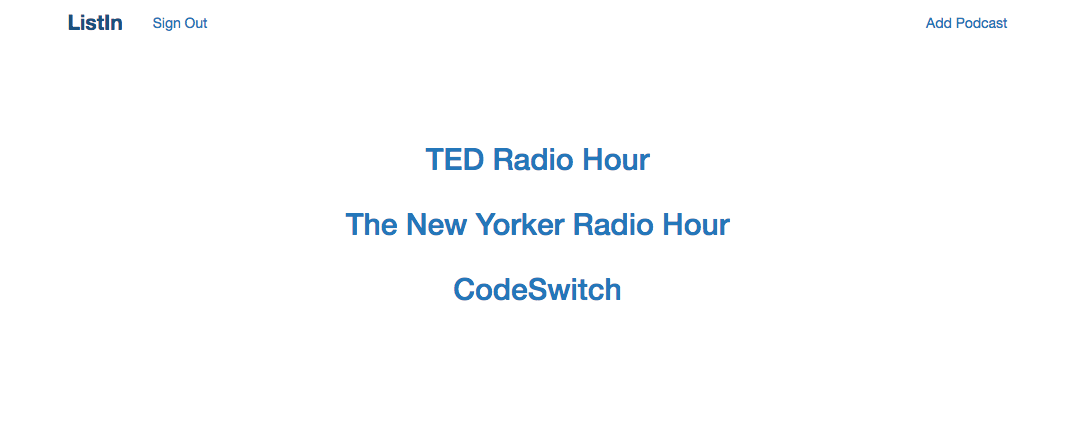 ListIn Sign Out Add Podcast
TED Radio Hour
The New Yorker Radio Hour
CodeSwitch